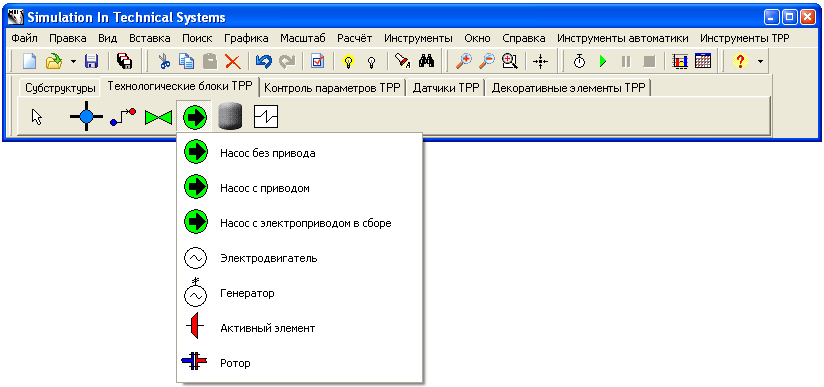 Simulation In Technical Systems
Файл Правка Вид Вставка Поиск Графика Масштаб Расчёт Инструменты Окно Справка Инструменты автоматики Инструменты ТРР
Субструктуры Технологические блоки ТРР Контроль параметров ТРР Датчики ТРР Декоративные элементы ТРР
Насос без привода
Насос с приводом
Насос с электроприводом в сборе
Электродвигатель
Генератор
Активный элемент
Ротор